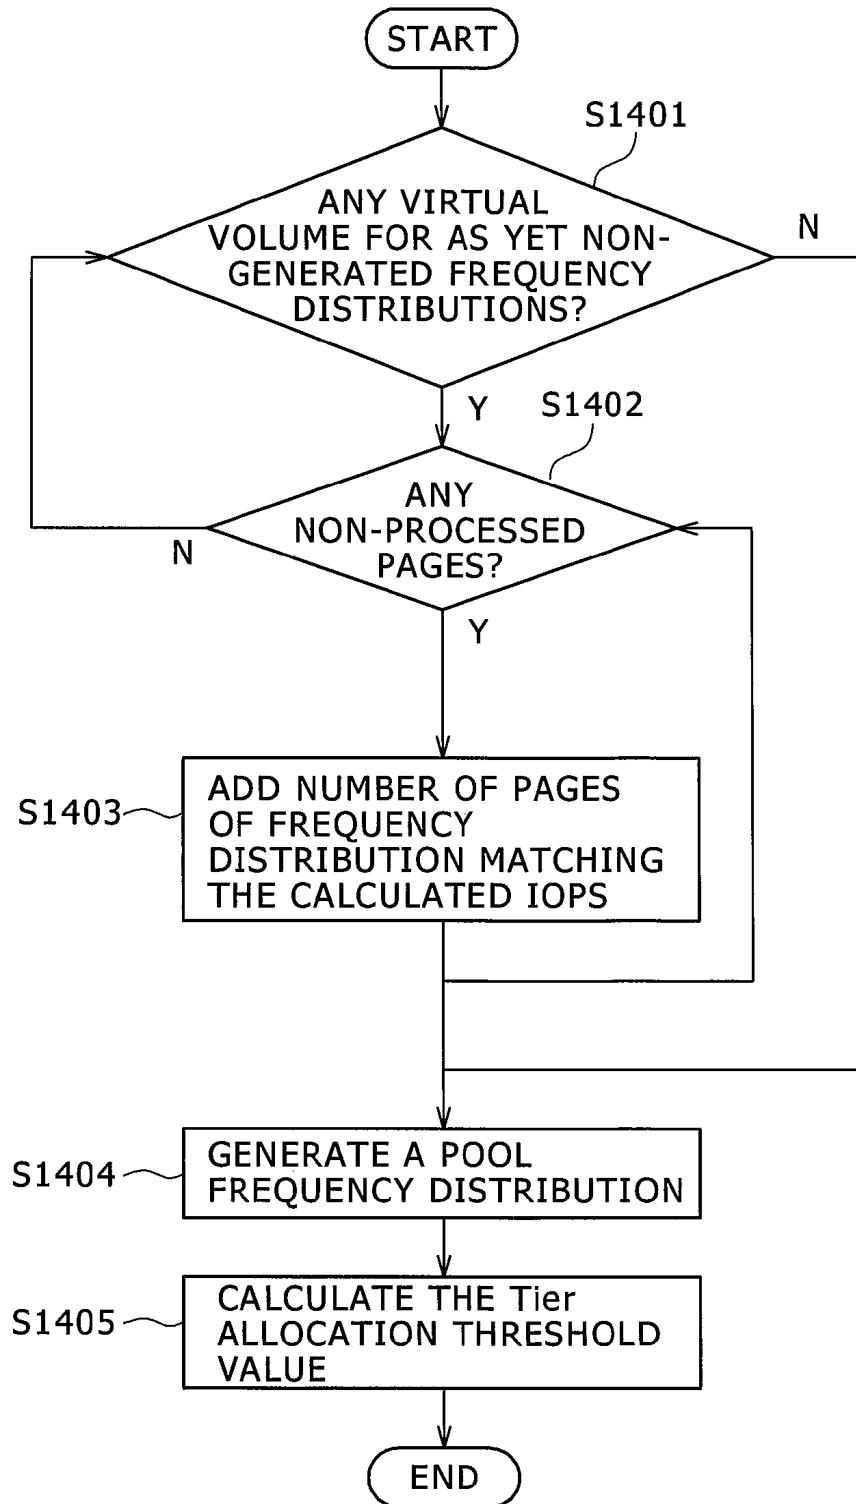 START
S1401
ANY VIRTUAL
VOLUME FOR AS YET NON-
GENERATED FREQUENCY
DISTRIBUTIONS?
N
Y
S1402
ANY
NON-PROCESSED
PAGES?
N
Y
S1403
ADD NUMBER OF PAGES
OF FREQUENCY
DISTRIBUTION MATCHING
THE CALCULATED IOPS
S1404
GENERATE A POOL
FREQUENCY DISTRIBUTION
S1405
CALCULATE THE Tier
ALLOCATION THRESHOLD
VALUE
END